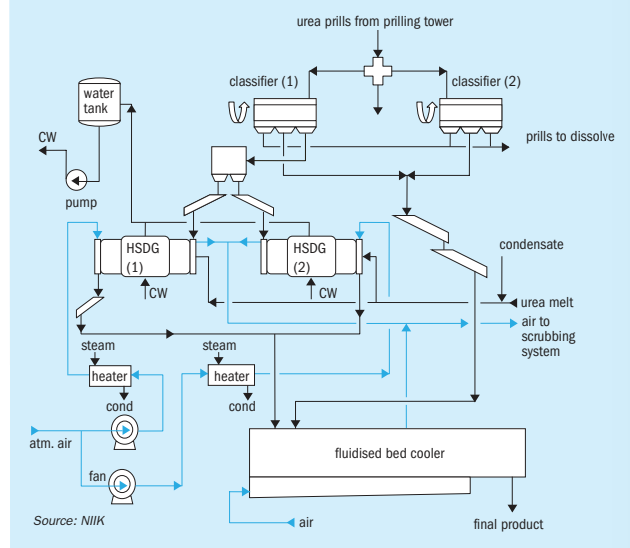 urea prills from prilling tower
classifier (1)
classifier (2)
water
tank
CW
prills to dissolve
pump
condensate
HSDG
(1)
HSDG
(2)
CW
CW
urea melt
air to
scrubbing
system
steam
steam
heater
heater
cond
cond
atm. air
fan
fluidised bed cooler
Source: NIIK
air
final product